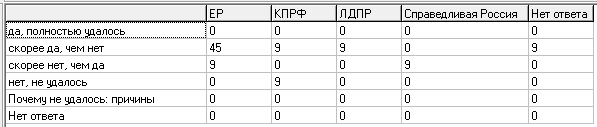 ЕР КПРФ ЛДПР Справедливая Россия Нет ответа
да, полностью удалось 0 0 0 0 0
скорее да, чем нет 45 9 9 0 9
скорее нет, чем да 9 0 0 9 0
нет, не удалось 0 9 0 0 0
Почему не удалось: причины 0 0 0 0 0
Нет ответа 0 0 0 0 0